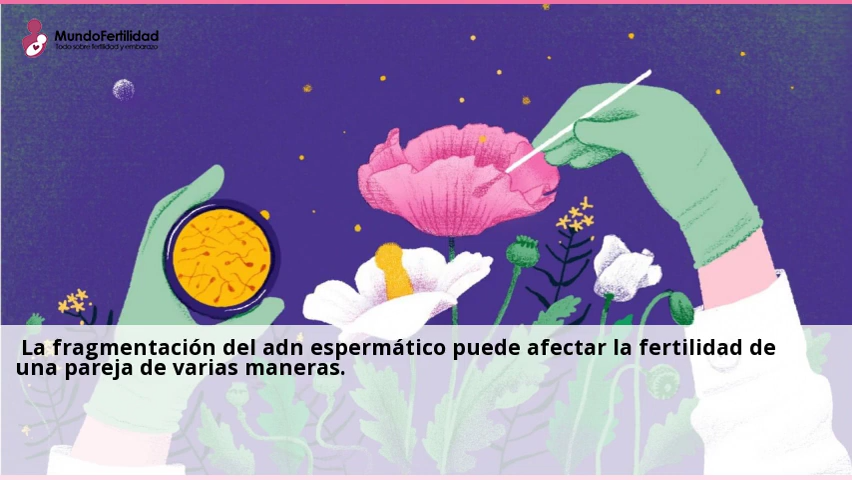 MundoFertilidad
Todo sobre fertilidad y embarazo
La fragmentación del adn espermático puede afectar la fertilidad de
una pareja de varias maneras.